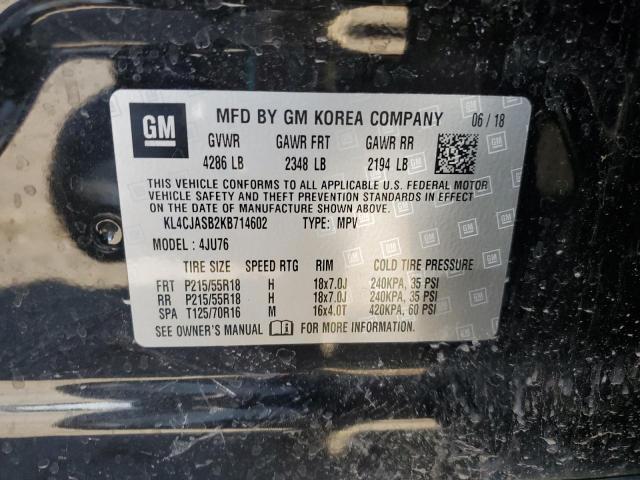 GM MFD BY GM KOREA COMPANY 06 / 18
GVWR GAWR FRT GAWR RR
4286 LB 2348 LB 2194 LB
THIS VEHICLE CONFORMS TO ALL APPLICABLE U.S. FEDERAL MOTOR
VEHICLE SAFETY AND THEFT PREVENTION STANDARDS IN EFFECT
ON THE DATE OF MANUFACTURE SHOWN ABOVE.
KL4CJASB2KB714602 TYPE: MPV
MODEL : 4JU76
TIRE SIZE SPEED RTG RIM COLD TIRE PRESSURE
FRT P215/55R18 H 18x7.0J 240KPA, 35 PSI
RR P215/55R18 H 18x7.0J 240KPA, 35 PSI
SPA T125/70R16 M 16x4.0T 420KPA, 60 PSI
SEE OWNER'S MANUAL FOR MORE INFORMATION.